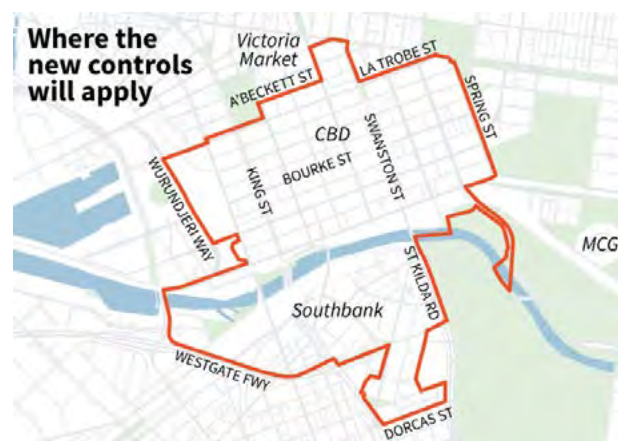 Where the
new controls
will apply
Victoria
Market
LA TROBE ST
A'BECKETT ST
SPRING ST
CBD
SWANSTON ST
BOURKE ST
KING ST
WURUNDJERI WAY
MCG
ST KILDA RD
Southbank
WESTGATE FWY
DORCAS ST